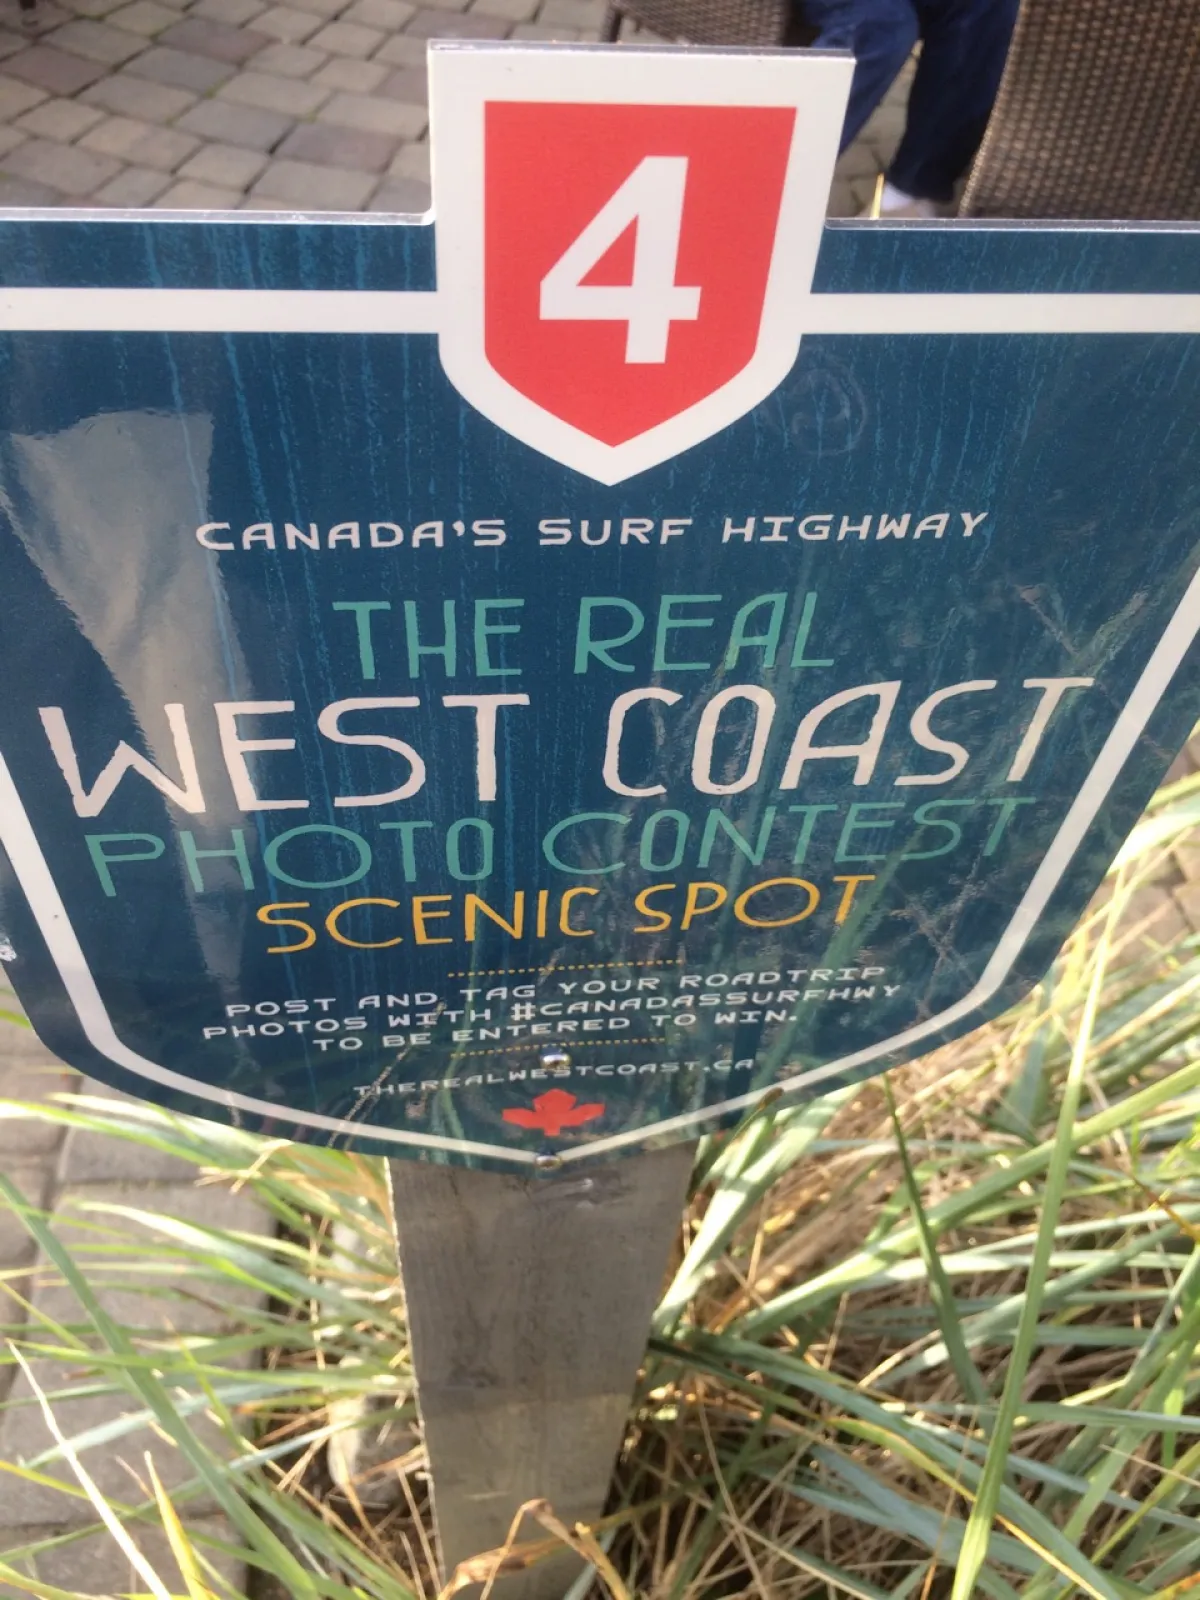 4
CANADA'S SURF HIGHWAY
THE REAL
WEST COAST
PHOTO CONTEST
SCENIC SPOT
POST AND TAG YOUR ROADTRIP
PHOTOS WITH #CANADASSURFHWY
TO BE ENTERED TO WIN.
THEREALWESTCOAST.CA